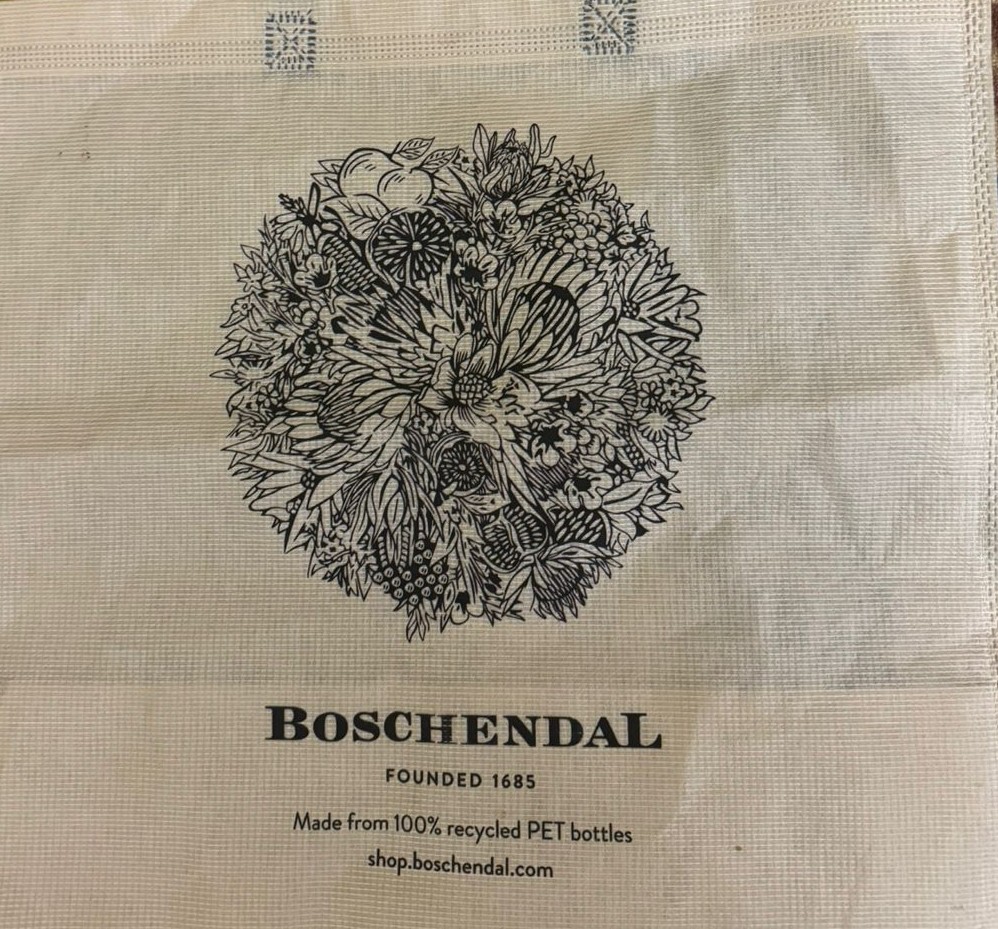 BOSCHENDAL
FOUNDED 1685
Made from 100% recycled PET bottles
shop.boschendal.com